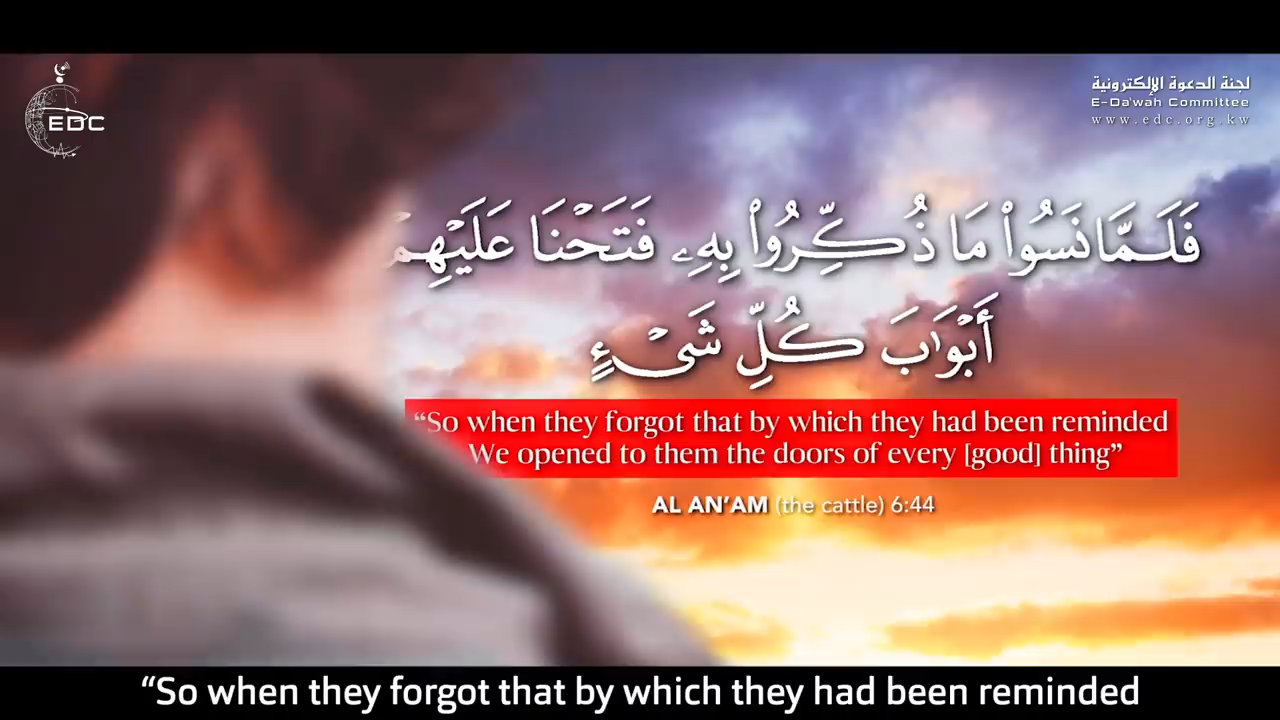 EDC
لجنة الدعوة الإلكترونية
E-Da'wah Committee
www.edc.org.kw
فَلَمَّا نَسُوا۟ مَا ذُكِّرُوا۟ بِهِۦ فَتَحْنَا عَلَيْهِمْ
أَبْوَٰبَ كُلِّ شَىْءٍ
“So when they forgot that by which they had been reminded
We opened to them the doors of every [good] thing”
AL AN’AM (the cattle) 6:44
“So when they forgot that by which they had been reminded